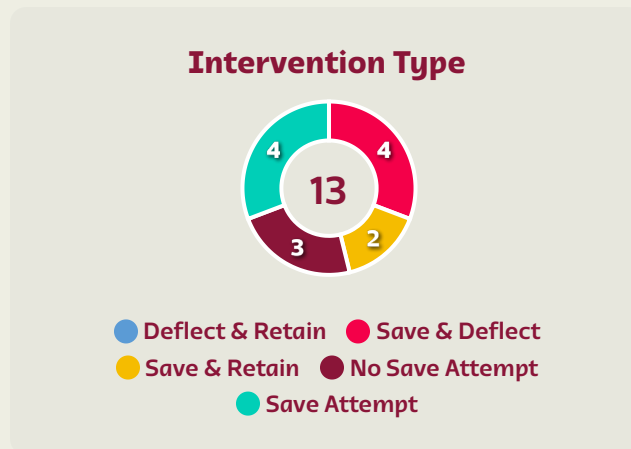 Intervention Type
4 4
13
3 2
Deflect & Retain Save & Deflect
Save & Retain No Save Attempt
Save Attempt